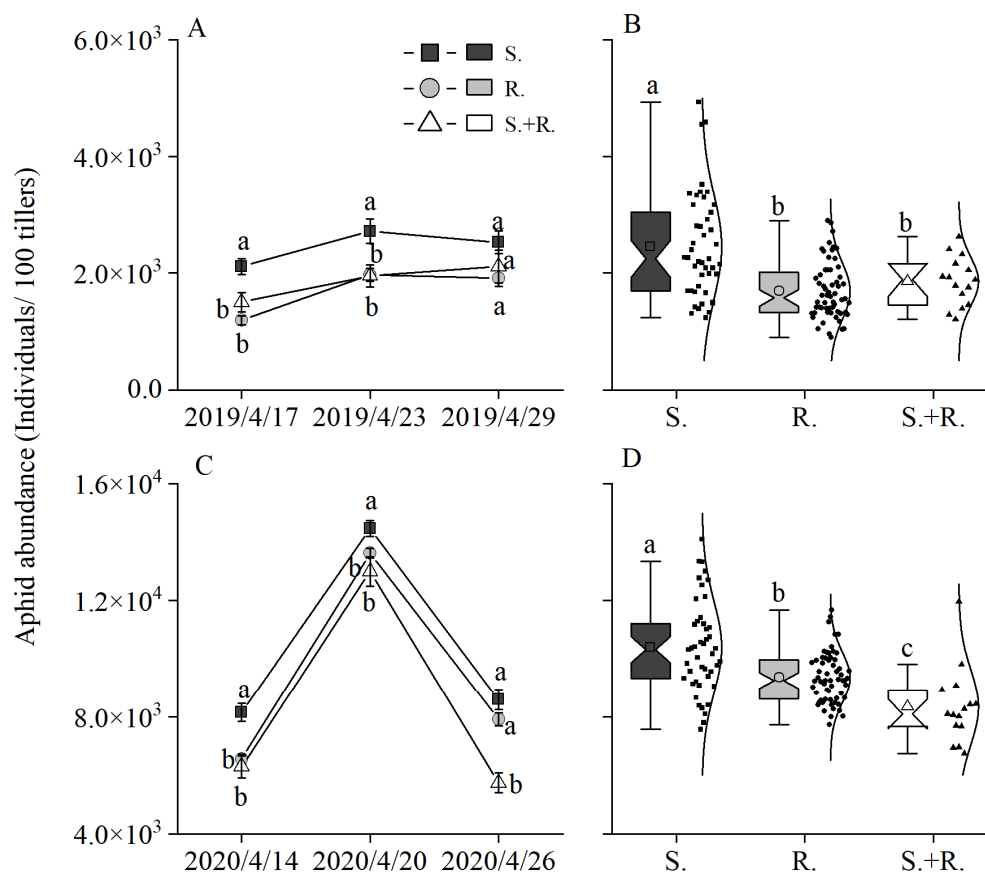 Aphid abundance (Individuals/ 100 tillers)
A
6.0×10³
4.0×10³
2.0×10³
0.0
S.
R.
S.+R.
a
a
a
b
b
b
b
a
a
2019/4/17 2019/4/23 2019/4/29
B
a
b
b
S. R. S.+R.
C
1.6×10⁴
1.2×10⁴
8.0×10³
4.0×10³
a
a
a
b
b
b
b
a
b
2020/4/14 2020/4/20 2020/4/26
D
a
b
c
S. R. S.+R.